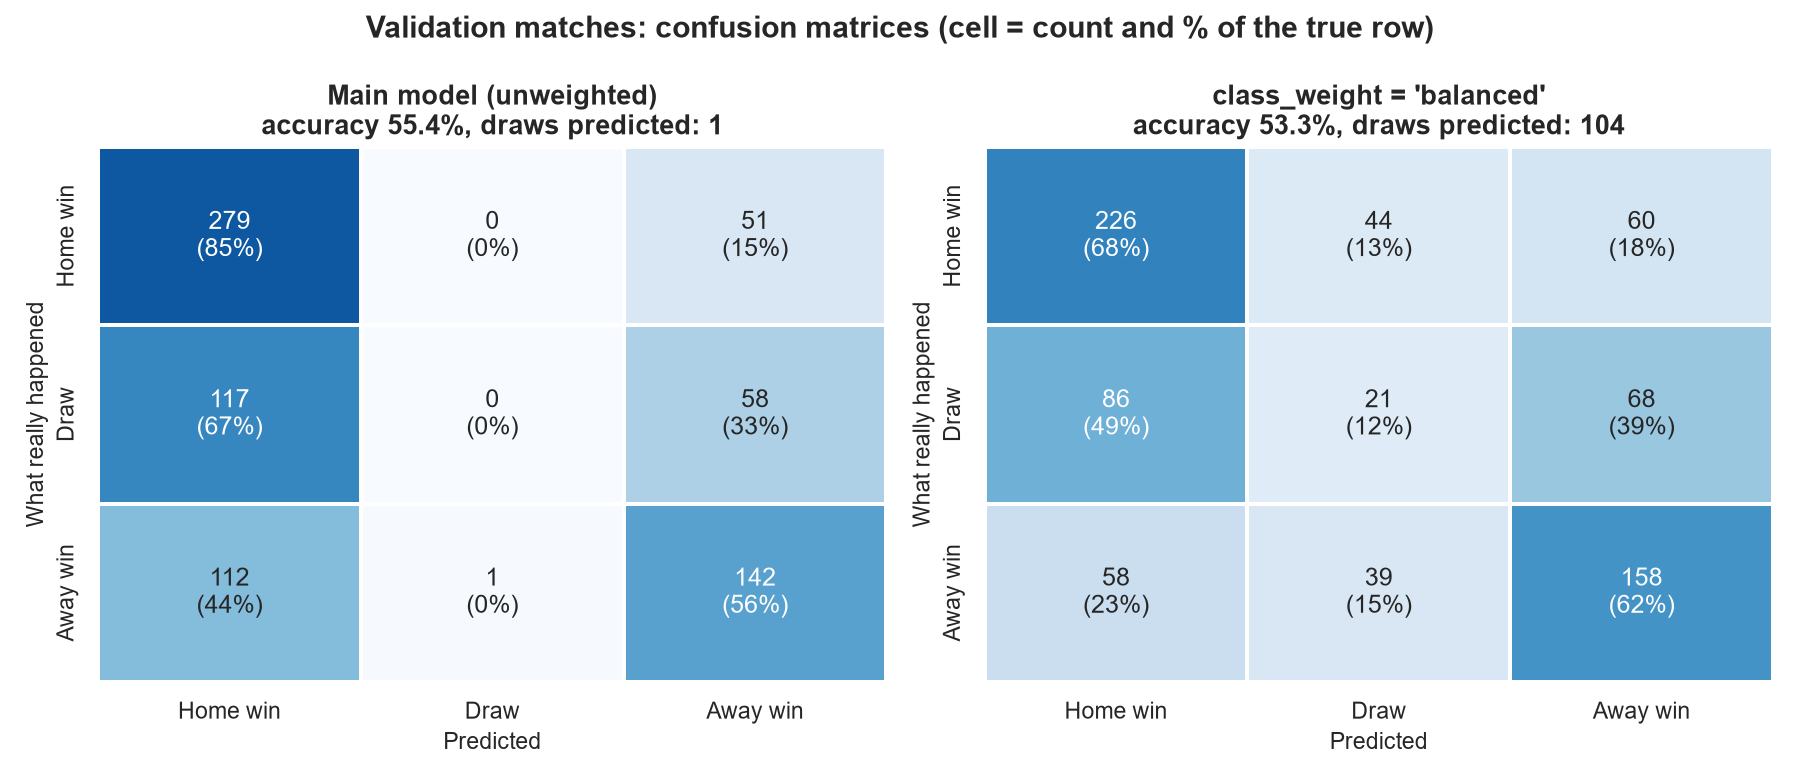 Validation matches: confusion matrices (cell = count and % of the true row)
Main model (unweighted)
accuracy 55.4%, draws predicted: 1
What really happened
Home win
279
(85%)
0
(0%)
51
(15%)
Draw
117
(67%)
0
(0%)
58
(33%)
Away win
112
(44%)
1
(0%)
142
(56%)
Home win
Draw
Away win
Predicted
class_weight = 'balanced'
accuracy 53.3%, draws predicted: 104
What really happened
Home win
226
(68%)
44
(13%)
60
(18%)
Draw
86
(49%)
21
(12%)
68
(39%)
Away win
58
(23%)
39
(15%)
158
(62%)
Home win
Draw
Away win
Predicted